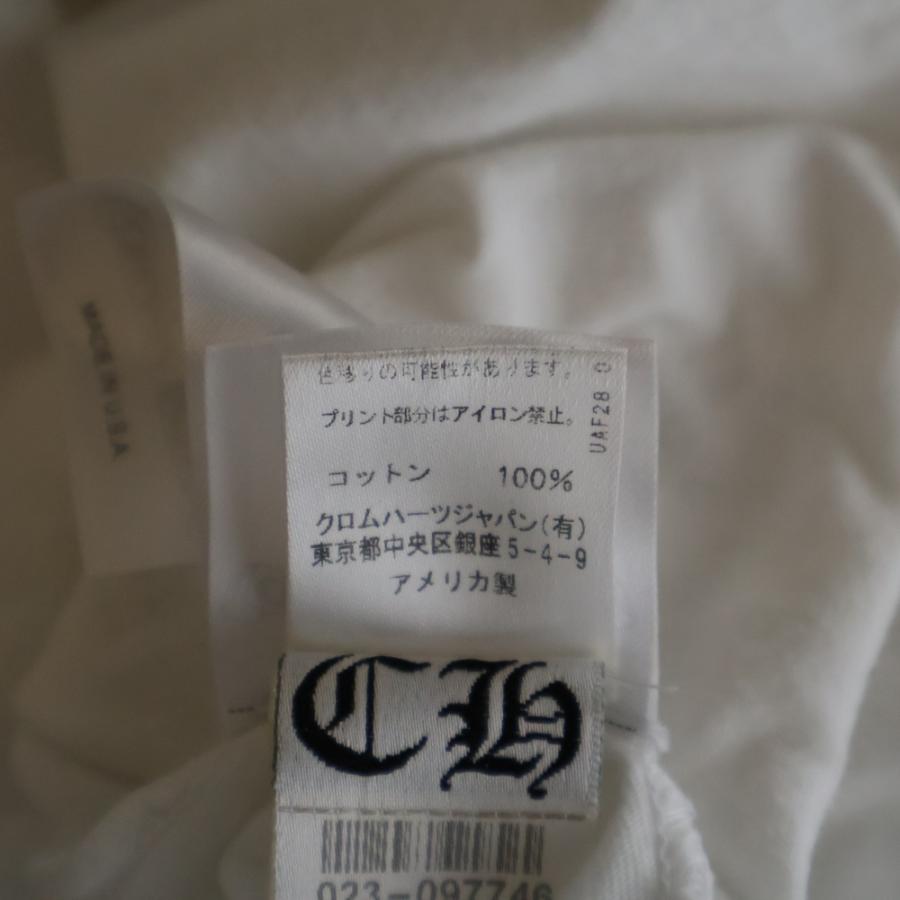 色移りの可能性があります。
プリント部分はアイロン禁止。
コットン 100%
クロムハーツジャパン(有)
東京都中央区銀座5-4-9
アメリカ製
UAF28
CH
023-097746
MADE IN U.S.A